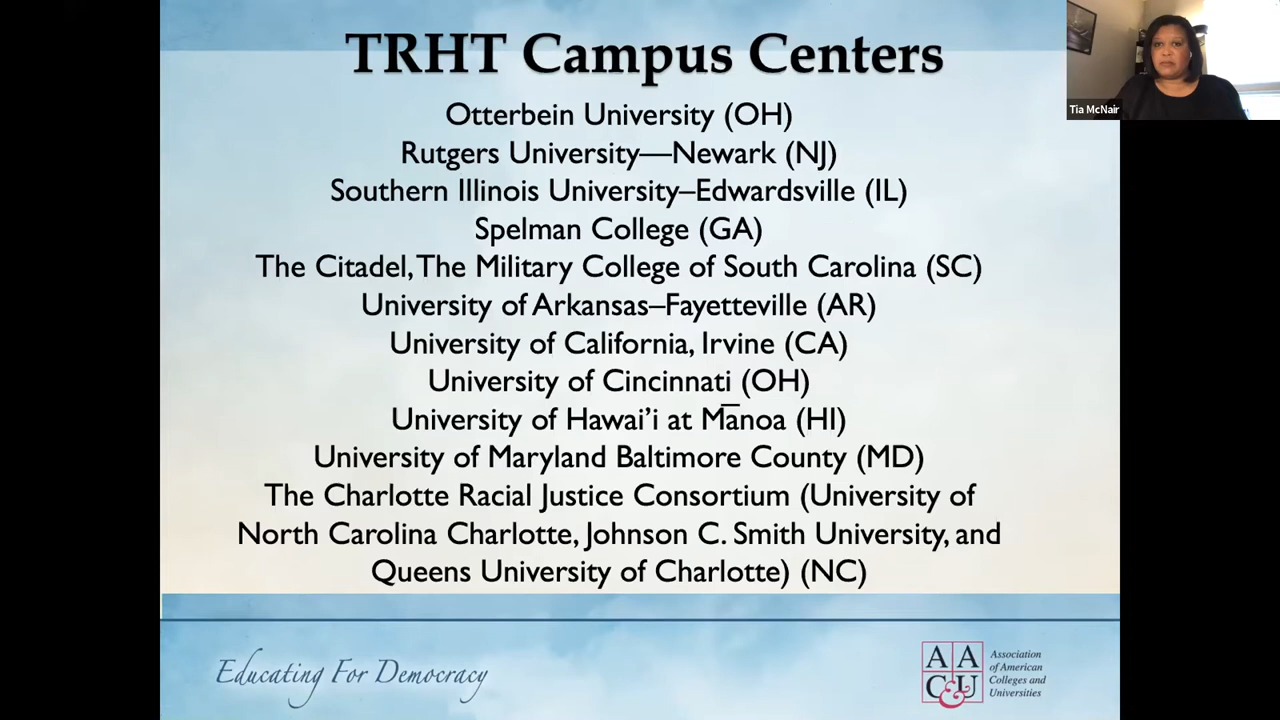 TRHT Campus Centers
Otterbein University (OH)
Rutgers University—Newark (NJ)
Southern Illinois University–Edwardsville (IL)
Spelman College (GA)
The Citadel, The Military College of South Carolina (SC)
University of Arkansas–Fayetteville (AR)
University of California, Irvine (CA)
University of Cincinnati (OH)
University of Hawai’i at Mānoa (HI)
University of Maryland Baltimore County (MD)
The Charlotte Racial Justice Consortium (University of
North Carolina Charlotte, Johnson C. Smith University, and
Queens University of Charlotte) (NC)
Educating For Democracy
AAC&U
Association
of American
Colleges and
Universities
Tia McNair